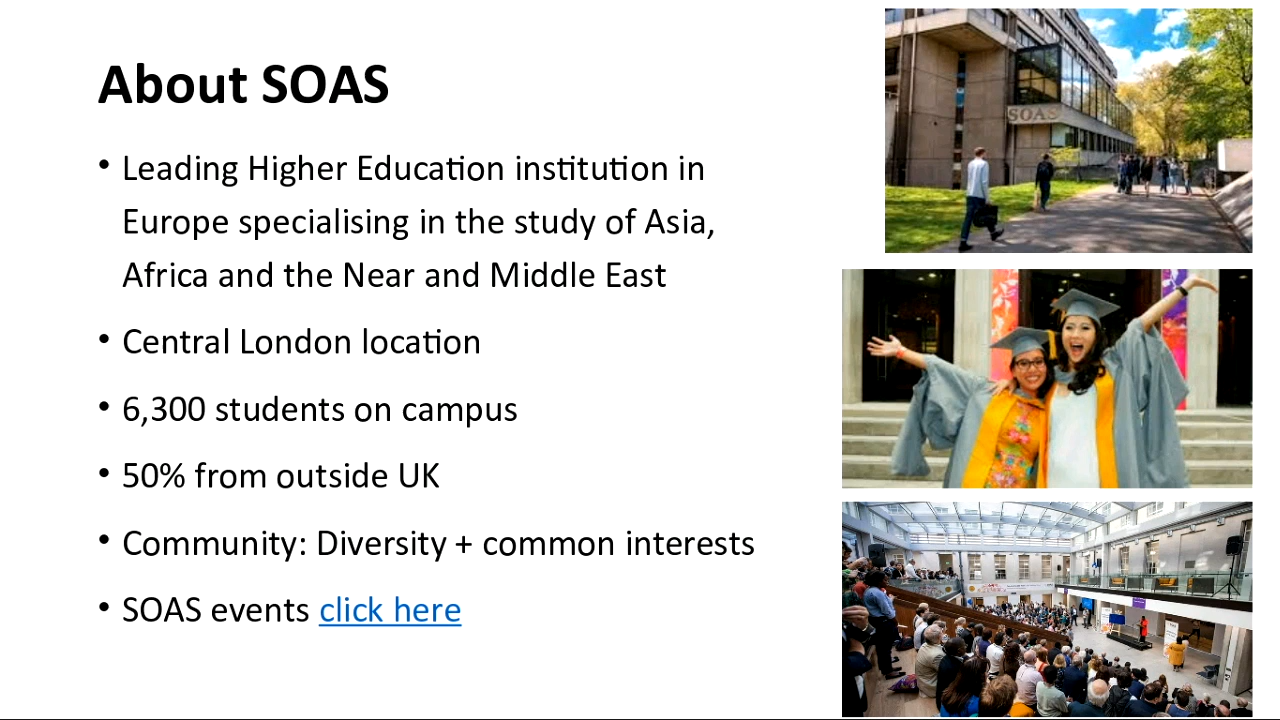 About SOAS
• Leading Higher Education institution in
Europe specialising in the study of Asia,
Africa and the Near and Middle East
• Central London location
• 6,300 students on campus
• 50% from outside UK
• Community: Diversity + common interests
• SOAS events click here
SOAS